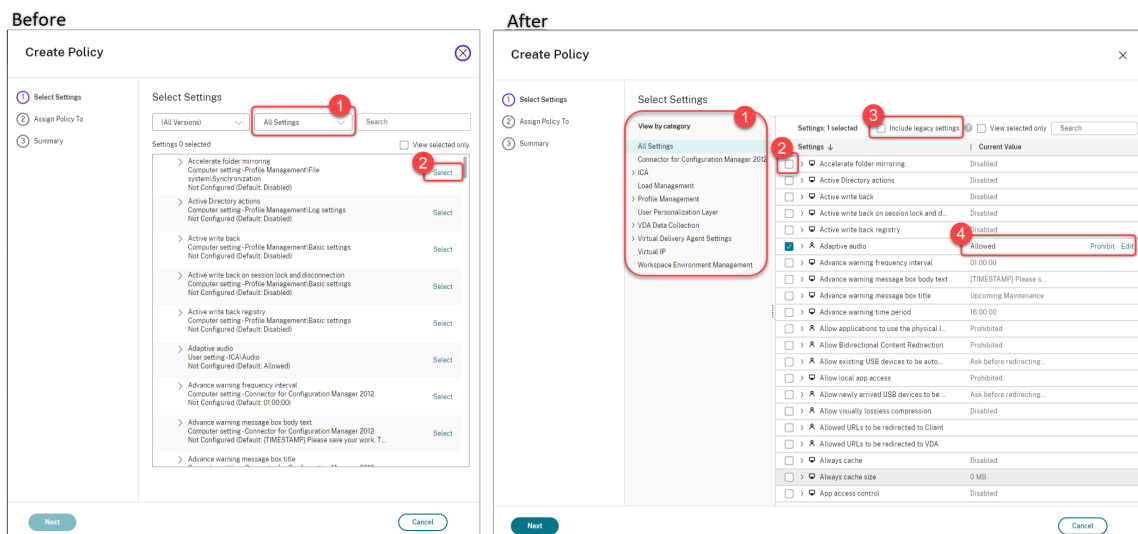 Before
Create Policy
1 Select Settings
2 Assign Policy To
3 Summary
Select Settings
1
(All Versions)
All Settings
Search
Settings 0 selected
View selected only
2
Accelerate folder mirroring
Computer setting - Profile Management\File
system\Synchronization
Not Configured (Default: Disabled)
Select
Active Directory actions
Computer setting - Profile Management\Log settings
Not Configured (Default: Disabled)
Select
Active write back
Computer setting - Profile Management\Basic settings
Not Configured (Default: Disabled)
Select
Active write back on session lock and disconnection
Computer setting - Profile Management\Basic settings
Not Configured (Default: Disabled)
Select
Active write back registry
Computer setting - Profile Management\Basic settings
Not Configured (Default: Disabled)
Select
Adaptive audio
User setting - ICA\Audio
Not Configured (Default: Allowed)
Select
Advance warning frequency interval
Computer setting - Connector for Configuration Manager 2012
Not Configured (Default: 01:00:00)
Select
Advance warning message box body text
Computer setting - Connector for Configuration Manager 2012
Not Configured (Default: {TIMESTAMP} Please save your work. T...
Select
Advance warning message box title
Next
Cancel
After
Create Policy
1 Select Settings
2 Assign Policy To
3 Summary
Select Settings
1
View by category
All Settings
Connector for Configuration Manager 2012
ICA
Load Management
Profile Management
User Personalization Layer
VDA Data Collection
Virtual Delivery Agent Settings
Virtual IP
Workspace Environment Management
3
Settings: 1 selected
Include legacy settings
View selected only
Search
2
Settings ↓ Current Value
Accelerate folder mirroring Disabled
Active Directory actions Disabled
Active write back Disabled
Active write back on session lock and d... Disabled
Active write back registry Disabled
4
Adaptive audio Allowed Prohibit Edit
Advance warning frequency interval 01:00:00
Advance warning message box body text {TIMESTAMP} Please s...
Advance warning message box title Upcoming Maintenance
Advance warning time period 16:00:00
Allow applications to use the physical l... Prohibited
Allow Bidirectional Content Redirection Prohibited
Allow existing USB devices to be auto... Ask before redirecting...
Allow local app access Prohibited
Allow newly arrived USB devices to be ... Ask before redirecting...
Allow visually lossless compression. Disabled
Allowed URLs to be redirected to Client
Allowed URLs to be redirected to VDA
Always cache Disabled
Always cache size 0 MB
App access control Disabled
Next
Cancel